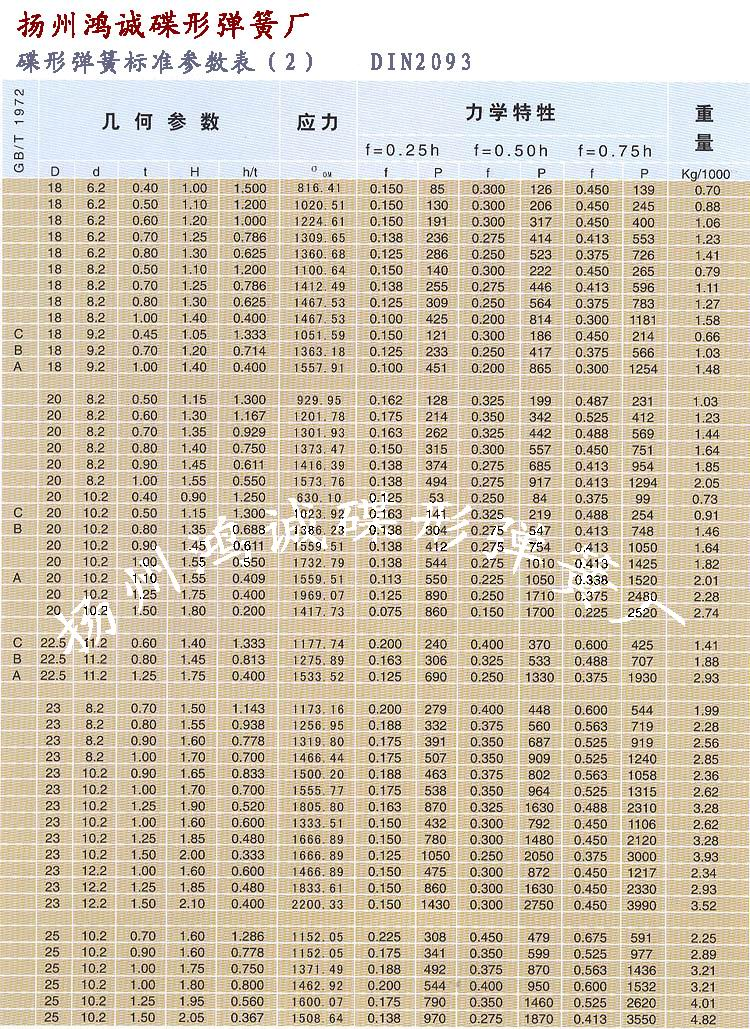 扬州鸿诚碟形弹簧厂
碟形弹簧标准参数表（2） DIN2093
GB/T 1972 几何参数 应力 力学特性 重量
f=0.25h f=0.50h f=0.75h
D d t H h/t σOM f P f P f P Kg/1000
18 6.2 0.40 1.00 1.500 816.41 0.150 85 0.300 126 0.450 139 0.70
18 6.2 0.50 1.10 1.200 1020.51 0.150 130 0.300 206 0.450 245 0.88
18 6.2 0.60 1.20 1.000 1224.61 0.150 191 0.300 317 0.450 400 1.06
18 6.2 0.70 1.25 0.786 1309.65 0.138 236 0.275 414 0.413 553 1.23
18 6.2 0.80 1.30 0.625 1360.68 0.125 286 0.250 523 0.375 726 1.41
18 8.2 0.50 1.10 1.200 1100.64 0.150 140 0.300 222 0.450 265 0.79
18 8.2 0.70 1.25 0.786 1412.49 0.138 255 0.275 446 0.413 596 1.11
18 8.2 0.80 1.30 0.625 1467.53 0.125 309 0.250 564 0.375 783 1.27
18 8.2 1.00 1.40 0.400 1467.53 0.100 425 0.200 814 0.300 1181 1.58
C 18 9.2 0.45 1.05 1.333 1051.59 0.150 121 0.300 186 0.450 214 0.66
B 18 9.2 0.70 1.20 0.714 1363.18 0.125 233 0.250 417 0.375 566 1.03
A 18 9.2 1.00 1.40 0.400 1557.91 0.100 451 0.200 865 0.300 1254 1.48
20 8.2 0.50 1.15 1.300 929.95 0.162 128 0.325 199 0.487 231 1.03
20 8.2 0.60 1.30 1.167 1201.78 0.175 214 0.350 342 0.525 412 1.23
20 8.2 0.70 1.35 0.929 1301.93 0.163 262 0.325 442 0.488 569 1.44
20 8.2 0.80 1.40 0.750 1373.47 0.150 315 0.300 557 0.450 751 1.64
20 8.2 0.90 1.45 0.611 1416.39 0.138 374 0.275 685 0.413 954 1.85
20 8.2 1.00 1.55 0.550 1573.76 0.138 494 0.275 917 0.413 1294 2.05
20 10.2 0.40 0.90 1.250 630.10 0.125 53 0.250 84 0.375 99 0.73
C 20 10.2 0.50 1.15 1.300 1023.92 0.163 141 0.325 219 0.488 254 0.91
B 20 10.2 0.80 1.35 0.688 1386.23 0.138 304 0.275 547 0.413 748 1.46
20 10.2 0.90 1.45 0.611 1559.51 0.138 412 0.275 754 0.413 1050 1.64
20 10.2 1.00 1.55 0.550 1732.79 0.138 544 0.275 1010 0.413 1425 1.82
A 20 10.2 1.10 1.55 0.409 1559.51 0.113 550 0.225 1050 0.338 1520 2.01
20 10.2 1.25 1.75 0.400 1969.07 0.125 890 0.250 1710 0.375 2480 2.28
20 10.2 1.50 1.80 0.200 1417.73 0.075 860 0.150 1700 0.225 2520 2.74
扬州鸿诚碟形弹簧厂
C 22.5 11.2 0.60 1.40 1.333 1177.74 0.200 240 0.400 370 0.600 425 1.41
B 22.5 11.2 0.80 1.45 0.813 1275.89 0.163 306 0.325 533 0.488 707 1.88
A 22.5 11.2 1.25 1.75 0.400 1533.52 0.125 690 0.250 1330 0.375 1930 2.93
23 8.2 0.70 1.50 1.143 1173.16 0.200 279 0.400 448 0.600 544 1.99
23 8.2 0.80 1.55 0.938 1256.95 0.188 332 0.375 560 0.563 719 2.28
23 8.2 0.90 1.60 0.778 1319.80 0.175 391 0.350 687 0.525 919 2.56
23 8.2 1.00 1.70 0.700 1466.44 0.175 507 0.350 909 0.525 1240 2.85
23 10.2 0.90 1.65 0.833 1500.20 0.188 463 0.375 802 0.563 1058 2.36
23 10.2 1.00 1.70 0.700 1555.77 0.175 538 0.350 964 0.525 1315 2.62
23 10.2 1.25 1.90 0.520 1805.80 0.163 870 0.325 1630 0.488 2310 3.28
23 10.2 1.00 1.60 0.600 1333.51 0.150 432 0.300 792 0.450 1106 2.62
23 10.2 1.25 1.85 0.480 1666.89 0.150 780 0.300 1480 0.450 2120 3.28
23 10.2 1.50 2.00 0.333 1666.89 0.125 1050 0.250 2050 0.375 3000 3.93
23 12.2 1.00 1.60 0.600 1466.89 0.150 475 0.300 872 0.450 1217 2.34
23 12.2 1.25 1.85 0.480 1833.61 0.150 860 0.300 1630 0.450 2330 2.93
23 12.2 1.50 2.10 0.400 2200.33 0.150 1430 0.300 2750 0.450 3990 3.52
25 10.2 0.70 1.60 1.286 1152.05 0.225 308 0.450 479 0.675 591 2.25
25 10.2 0.90 1.60 0.778 1152.05 0.175 341 0.350 599 0.525 977 2.89
25 10.2 1.00 1.75 0.750 1371.49 0.188 492 0.375 870 0.563 1436 3.21
25 10.2 1.00 1.80 0.800 1462.92 0.200 544 0.400 950 0.600 1532 3.21
25 10.2 1.25 1.95 0.560 1600.07 0.175 790 0.350 1460 0.525 2620 4.01
25 10.2 1.50 2.05 0.367 1508.64 0.138 970 0.275 1870 0.413 3550 4.82